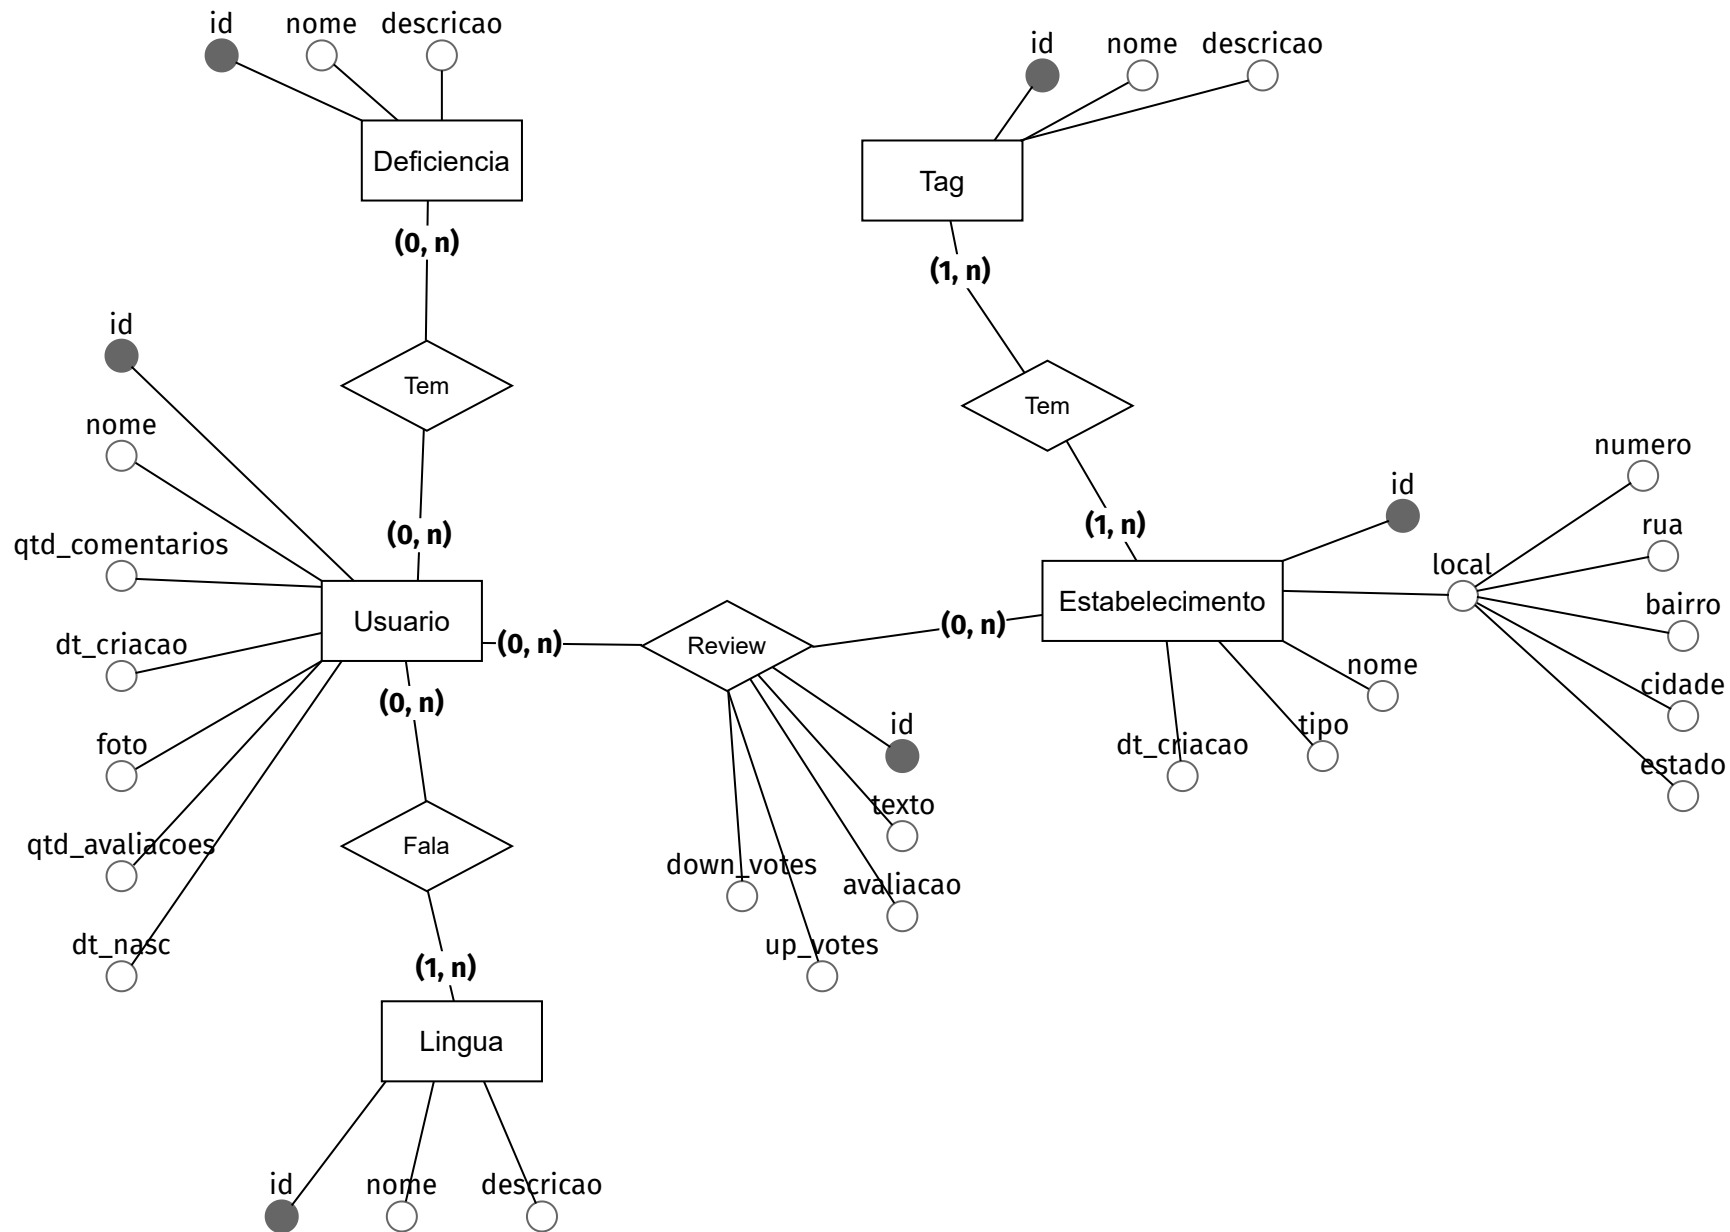 id
nome
descricao
id
nome
descricao
Deficiencia
Tag
(0, n)
(1, n)
id
Tem
Tem
nome
numero
id
(0, n)
(1, n)
rua
qtd_comentarios
local
Usuario
Estabelecimento
bairro
dt_criacao
(0, n)
Review
(0, n)
nome
cidade
(0, n)
id
tipo
foto
dt_criacao
estado
texto
qtd_avaliacoes
Fala
down_votes
avaliacao
dt_nasc
up_votes
(1, n)
Lingua
id
nome
descricao